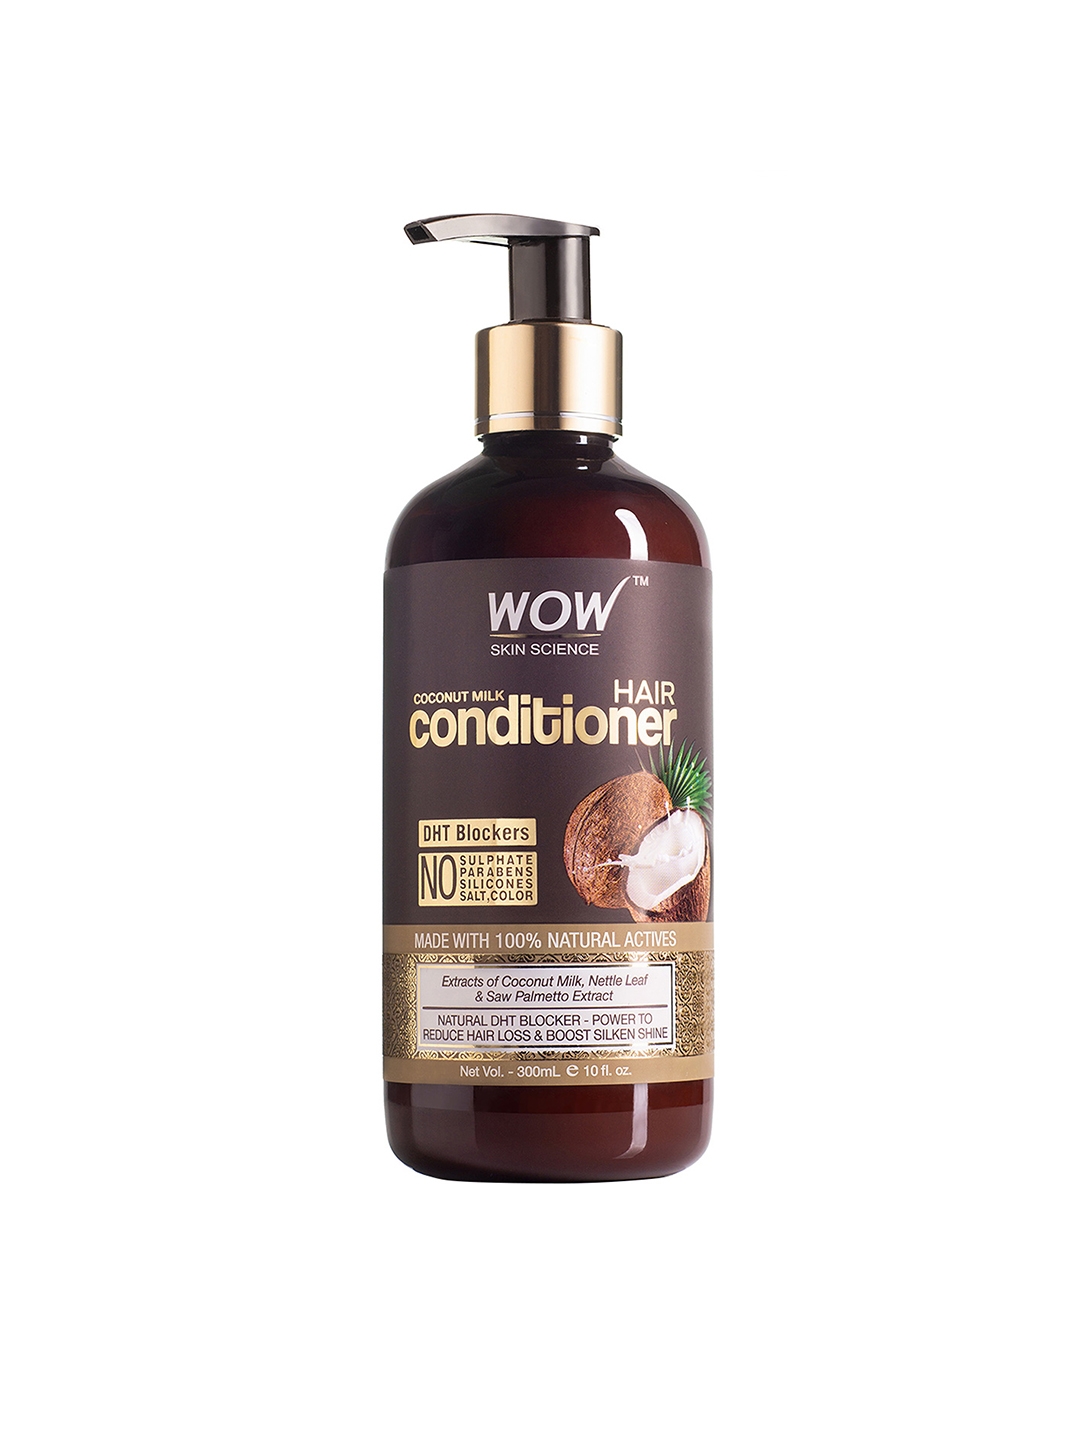 WOW™
SKIN SCIENCE
COCONUT MILK HAIR
conditioner
DHT Blockers
NO SULPHATE
PARABENS
SILICONES
SALT,COLOR
MADE WITH 100% NATURAL ACTIVES
Extracts of Coconut Milk, Nettle Leaf
& Saw Palmetto Extract
NATURAL DHT BLOCKER - POWER TO
REDUCE HAIR LOSS & BOOST SILKEN SHINE
Net Vol. - 300mL ℮ 10 fl. oz.